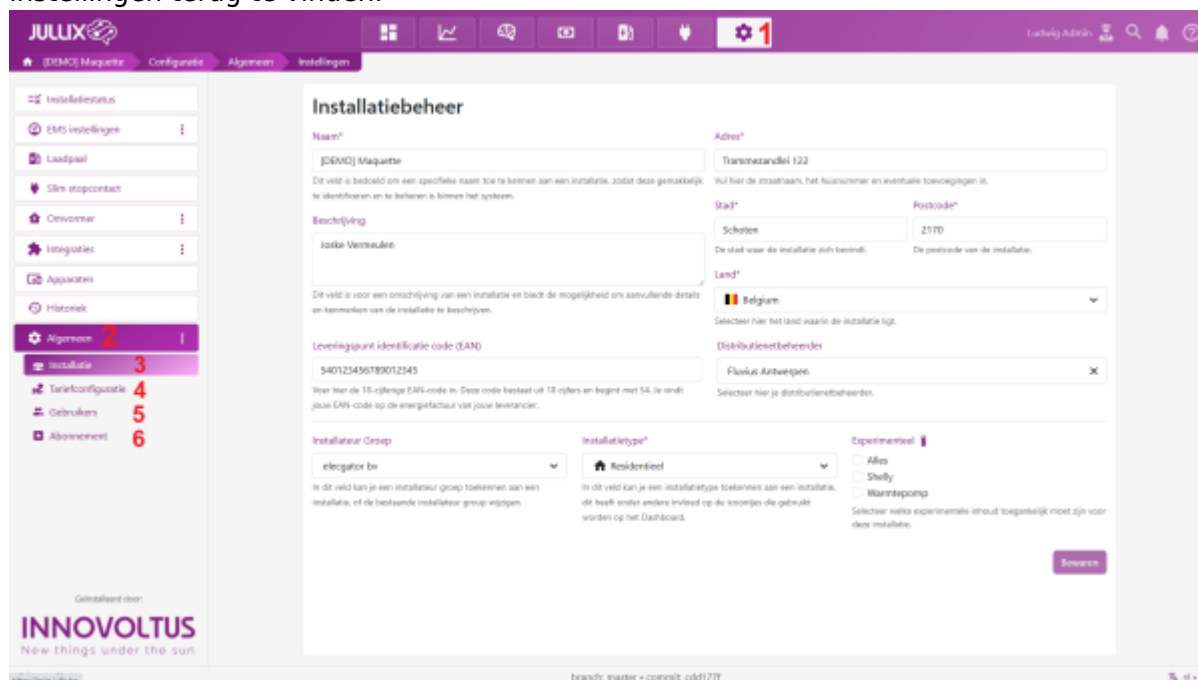 instellingen terug te vinden.
JULLIX
1
Ludwig Admin
[DEMO] Maquette Configuratie Algemeen Instellingen
Installatiestatus
EMS instellingen
Laadpaal
Slim stopcontact
Omvormer
Integraties
Apparaten
Historiek
Algemeen 2
Installatie 3
Tariefconfiguratie 4
Gebruikers 5
Abonnement 6
Geïnstalleerd door:
INNOVOLTUS
New things under the sun
Installatiebeheer
Naam*
[DEMO] Maquette
Dit veld is bedoeld om een specifieke naam toe te kennen aan een installatie, zodat deze gemakkelijk
te identificeren en te beheren is binnen het systeem.
Beschrijving
Joske Vermeulen
Dit veld is voor een omschrijving van een installatie en biedt de mogelijkheid om aanvullende details
en kenmerken van de installatie te beschrijven.
Leveringspunt identificatie code (EAN)
540123456789012345
Voer hier de 18-cijferige EAN-code in. Deze code bestaat uit 18 cijfers en begint met 54. Je vindt
jouw EAN-code op de energiefactuur van jouw leverancier.
Adres*
Trammezandlei 122
Vul hier de straatnaam, het huisnummer en eventuele toevoegingen in.
Stad* Postcode*
Schoten 2170
De stad waar de installatie zich bevindt. De postcode van de installatie.
Land*
Belgium
Selecteer hier het land waarin de installatie ligt.
Distributienetbeheerder
Fluvius Antwerpen
Selecteer hier je distributienetbeheerder.
Installateur Groep
elecgator bv
In dit veld kan je een installateur groep toekennen aan een
installatie, of de bestaande installateur groep wijzigen.
Installatietype*
Residentieel
In dit veld kan je een installatietype toekennen aan een installatie,
dit heeft onder andere invloed op de icoontjes die gebruikt
worden op het Dashboard.
Experimenteel
Alles
Shelly
Warmtepomp
Selecteer welke experimentele inhoud toegankelijk moet zijn voor
deze installatie.
Bewaren
branch: master • commit: cdd177f
nl